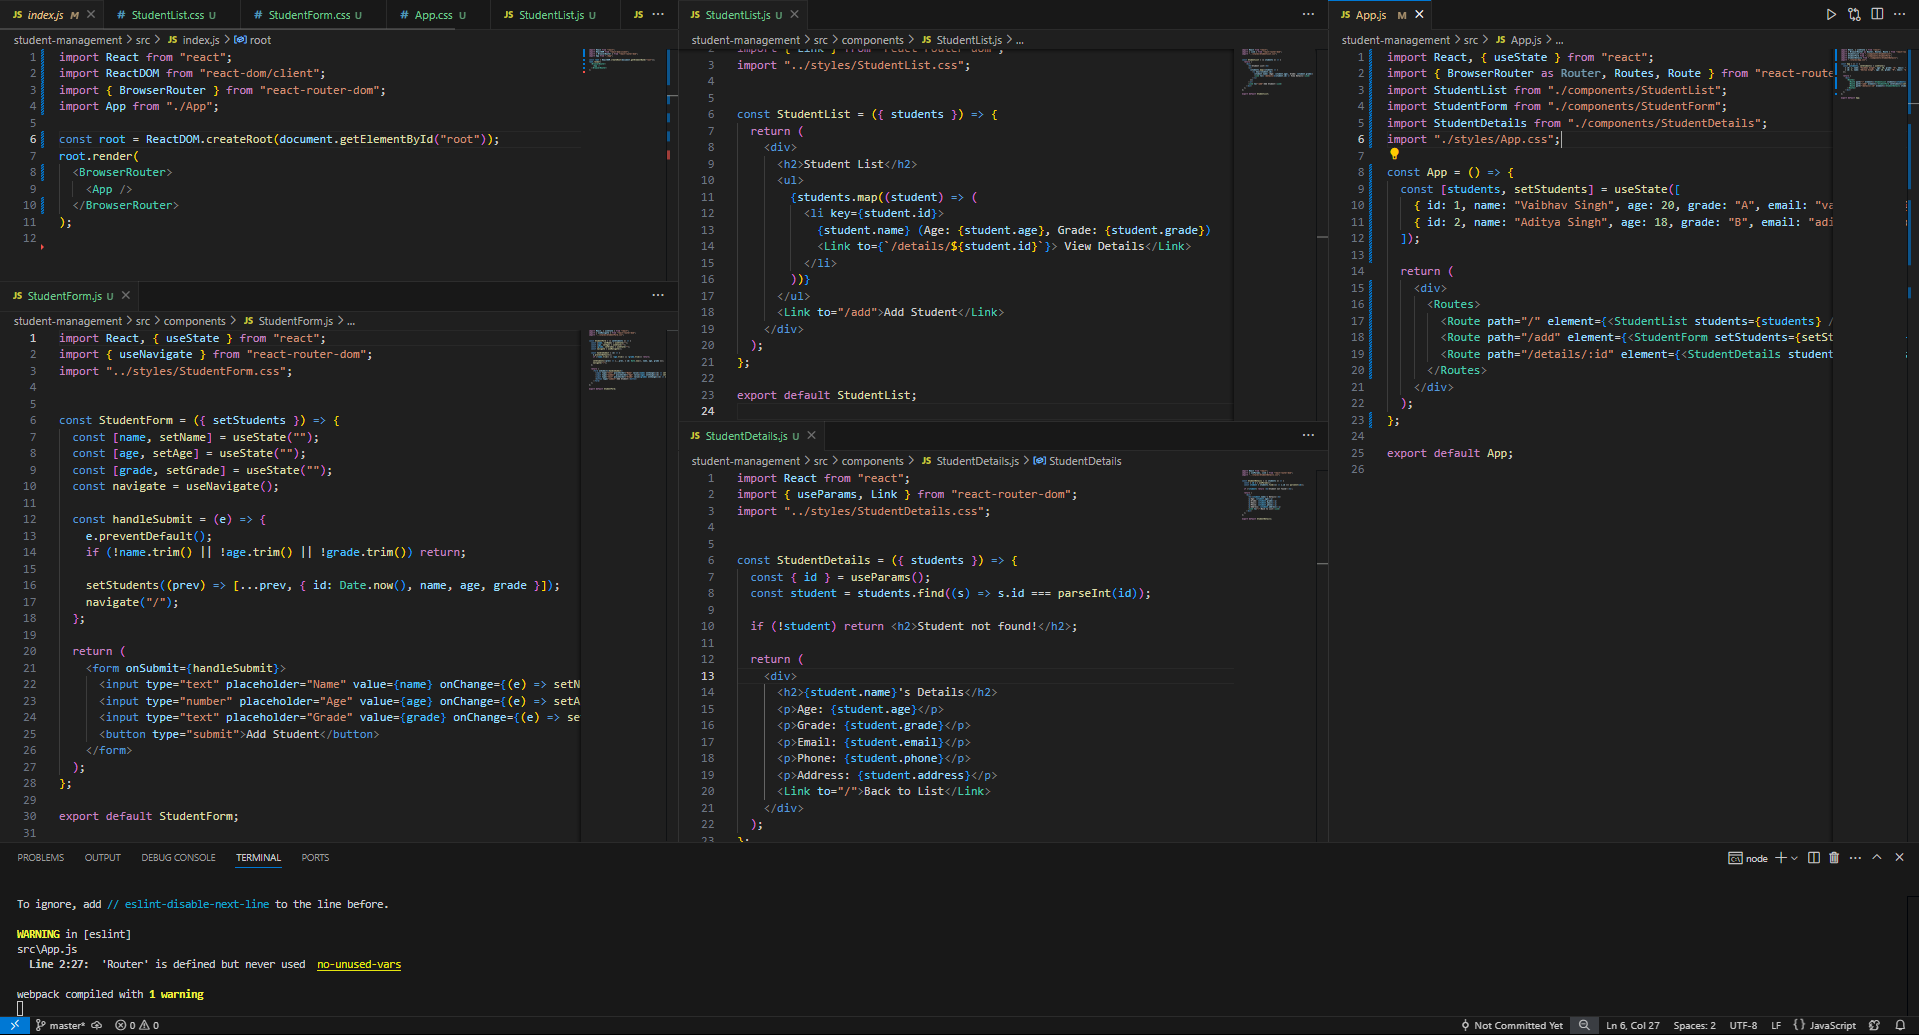 JS index.js M
# StudentList.css U
# StudentForm.css U
# App.css U
JS StudentList.js U
JS
student-management > src > JS index.js > root
1 import React from "react";
2 import ReactDOM from "react-dom/client";
3 import { BrowserRouter } from "react-router-dom";
4 import App from "./App";
5
6 const root = ReactDOM.createRoot(document.getElementById("root"));
7 root.render(
8 <BrowserRouter>
9 <App />
10 </BrowserRouter>
11 );
12
JS StudentForm.js U
student-management > src > components > JS StudentForm.js > ...
1 import React, { useState } from "react";
2 import { useNavigate } from "react-router-dom";
3 import "../styles/StudentForm.css";
4
5
6 const StudentForm = ({ setStudents }) => {
7 const [name, setName] = useState("");
8 const [age, setAge] = useState("");
9 const [grade, setGrade] = useState("");
10 const navigate = useNavigate();
11
12 const handleSubmit = (e) => {
13 e.preventDefault();
14 if (!name.trim() || !age.trim() || !grade.trim()) return;
15
16 setStudents((prev) => [...prev, { id: Date.now(), name, age, grade }]);
17 navigate("/");
18 };
19
20 return (
21 <form onSubmit={handleSubmit}>
22 <input type="text" placeholder="Name" value={name} onChange={(e) => setN
23 <input type="number" placeholder="Age" value={age} onChange={(e) => setA
24 <input type="text" placeholder="Grade" value={grade} onChange={(e) => se
25 <button type="submit">Add Student</button>
26 </form>
27 );
28 };
29
30 export default StudentForm;
31
JS StudentList.js U
student-management > src > components > JS StudentList.js > ...
2 import { Link } from "react-router-dom";
3 import "../styles/StudentList.css";
4
5
6 const StudentList = ({ students }) => {
7 return (
8 <div>
9 <h2>Student List</h2>
10 <ul>
11 {students.map((student) => (
12 <li key={student.id}>
13 {student.name} (Age: {student.age}, Grade: {student.grade})
14 <Link to={`/details/${student.id}`}> View Details</Link>
15 </li>
16 ))}
17 </ul>
18 <Link to="/add">Add Student</Link>
19 </div>
20 );
21 };
22
23 export default StudentList;
24
JS StudentDetails.js U
student-management > src > components > JS StudentDetails.js > StudentDetails
1 import React from "react";
2 import { useParams, Link } from "react-router-dom";
3 import "../styles/StudentDetails.css";
4
5
6 const StudentDetails = ({ students }) => {
7 const { id } = useParams();
8 const student = students.find((s) => s.id === parseInt(id));
9
10 if (!student) return <h2>Student not found!</h2>;
11
12 return (
13 <div>
14 <h2>{student.name}'s Details</h2>
15 <p>Age: {student.age}</p>
16 <p>Grade: {student.grade}</p>
17 <p>Email: {student.email}</p>
18 <p>Phone: {student.phone}</p>
19 <p>Address: {student.address}</p>
20 <Link to="/">Back to List</Link>
21 </div>
22 );
23 };
JS App.js M
student-management > src > JS App.js > ...
1 import React, { useState } from "react";
2 import { BrowserRouter as Router, Routes, Route } from "react-route
3 import StudentList from "./components/StudentList";
4 import StudentForm from "./components/StudentForm";
5 import StudentDetails from "./components/StudentDetails";
6 import "./styles/App.css";
7
8 const App = () => {
9 const [students, setStudents] = useState([
10 { id: 1, name: "Vaibhav Singh", age: 20, grade: "A", email: "va
11 { id: 2, name: "Aditya Singh", age: 18, grade: "B", email: "adi
12 ]);
13
14 return (
15 <div>
16 <Routes>
17 <Route path="/" element={<StudentList students={students} /
18 <Route path="/add" element={<StudentForm setStudents={setSt
19 <Route path="/details/:id" element={<StudentDetails student
20 </Routes>
21 </div>
22 );
23 };
24
25 export default App;
26
PROBLEMS OUTPUT DEBUG CONSOLE TERMINAL PORTS
node
To ignore, add // eslint-disable-next-line to the line before.
WARNING in [eslint]
src\App.js
Line 2:27: 'Router' is defined but never used no-unused-vars
webpack compiled with 1 warning
master* 0 0
Not Committed Yet Ln 6, Col 27 Spaces: 2 UTF-8 LF {} JavaScript